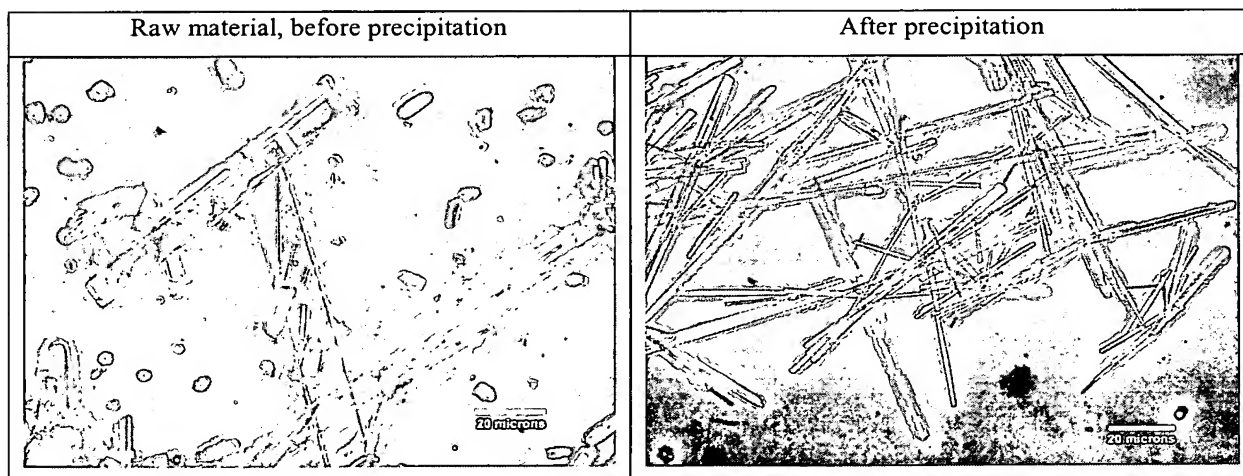 Raw material, before precipitation
After precipitation
20 microns
20 microns